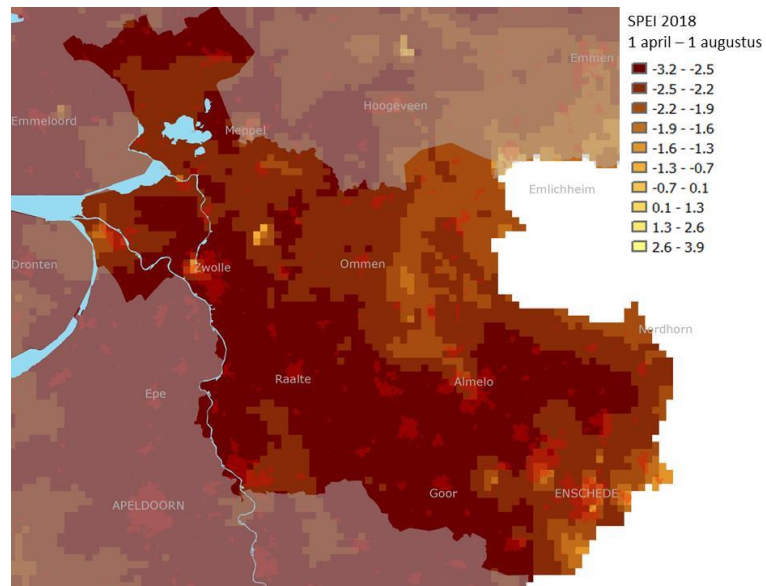 SPEI 2018
1 april – 1 augustus
-3.2 - -2.5
-2.5 - -2.2
-2.2 - -1.9
-1.9 - -1.6
-1.6 - -1.3
-1.3 - -0.7
-0.7 - 0.1
0.1 - 1.3
1.3 - 2.6
2.6 - 3.9
Emmen
Hoogeveen
Emmeloord
Meppel
Emlichheim
Dronten
Zwolle
Ommen
Nordhorn
Epe
Raalte
Almelo
APELDOORN
Goor
ENSCHEDE